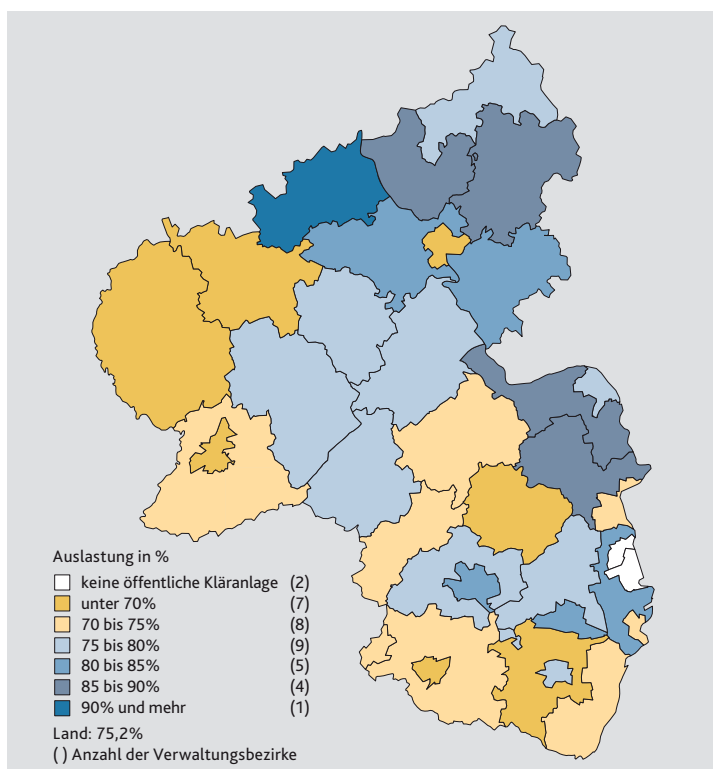 Auslastung in %
keine öffentliche Kläranlage (2)
unter 70% (7)
70 bis 75% (8)
75 bis 80% (9)
80 bis 85% (5)
85 bis 90% (4)
90% und mehr (1)
Land: 75,2%
( ) Anzahl der Verwaltungsbezirke